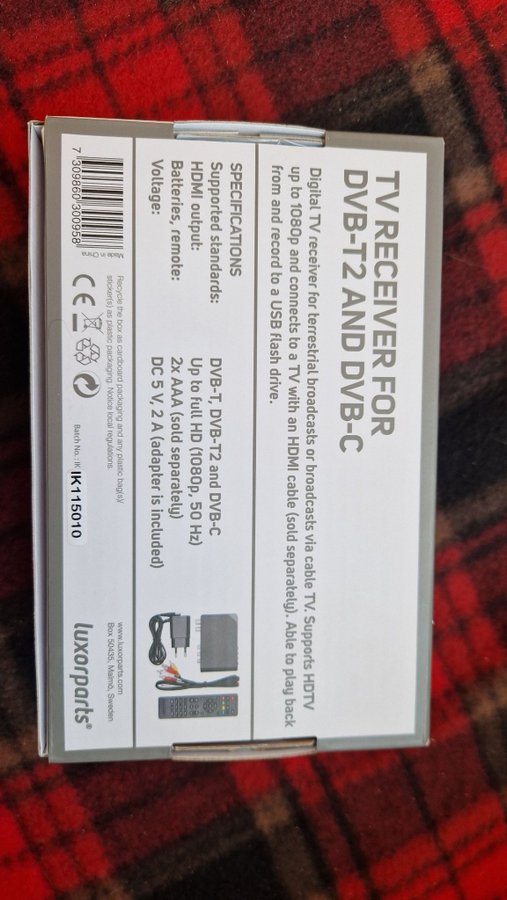 TV RECEIVER FOR
DVB-T2 AND DVB-C
Digital TV receiver for terrestrial broadcasts or broadcasts via cable TV. Supports HDTV
up to 1080p and connects to a TV with an HDMI cable (sold separately). Able to play back
from and record to a USB flash drive.
SPECIFICATIONS
Supported standards: DVB-T, DVB-T2 and DVB-C
HDMI output: Up to full HD (1080p, 50 Hz)
Batteries, remote: 2x AAA (sold separately)
Voltage: DC 5 V, 2 A (adapter is included)
7 309860 300958
Made in China
Recycle the box as cardboard packaging and any plastic bag(s)/
sticker(s) as plastic packaging. Notice local regulations.
CE
Batch No.: IK IK115010
www.luxorparts.com
Box 50435, Malmö, Sweden
luxorparts®